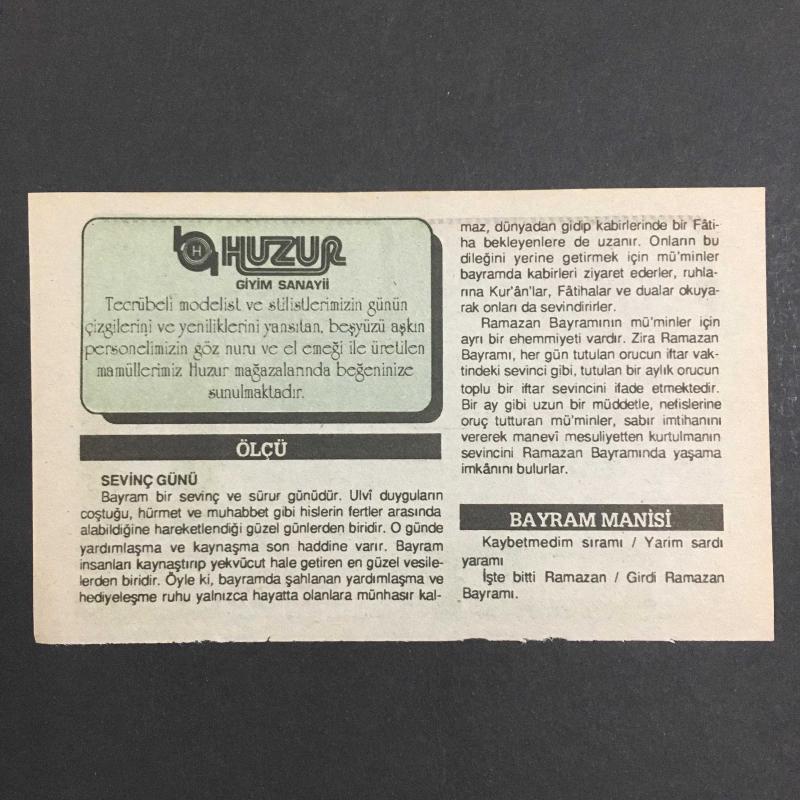 H HUZUR
GİYİM SANAYİİ
Tecrübeli modelist ve stilistlerimizin günün
çizgilerini ve yeniliklerini yansıtan, beşyüzü aşkın
personelimizin göz nuru ve el emeği ile üretilen
mamüllerimiz Huzur mağazalarında beğeninize
sunulmaktadır.
ÖLÇÜ
SEVİNÇ GÜNÜ
Bayram bir sevinç ve sürur günüdür. Ulvî duyguların
coştuğu, hürmet ve muhabbet gibi hislerin fertler arasında
alabildiğine hareketlendiği güzel günlerden biridir. O günde
yardımlaşma ve kaynaşma son haddine varır. Bayram
insanları kaynaştırıp yekvücut hale getiren en güzel vesile-
lerden biridir. Öyle ki, bayramda şahlanan yardımlaşma ve
hediyeleşme ruhu yalnızca hayatta olanlara münhasır kal-
maz, dünyadan gidip kabirlerinde bir Fâti-
ha bekleyenlere de uzanır. Onların bu
dileğini yerine getirmek için mü'minler
bayramda kabirleri ziyaret ederler, ruhla-
rına Kur'ân'lar, Fâtihalar ve dualar okuya-
rak onları da sevindirirler.
Ramazan Bayramının mü'minler için
ayrı bir ehemmiyeti vardır. Zira Ramazan
Bayramı, her gün tutulan orucun iftar vak-
tindeki sevinci gibi, tutulan bir aylık orucun
toplu bir iftar sevincini ifade etmektedir.
Bir ay gibi uzun bir müddetle, nefislerine
oruç tutturan mü'minler, sabır imtihanını
vererek manevî mesuliyetten kurtulmanın
sevincini Ramazan Bayramında yaşama
imkânını bulurlar.
BAYRAM MANİSİ
Kaybetmedim sıramı / Yarim sardı
yaramı
İşte bitti Ramazan / Girdi Ramazan
Bayramı.